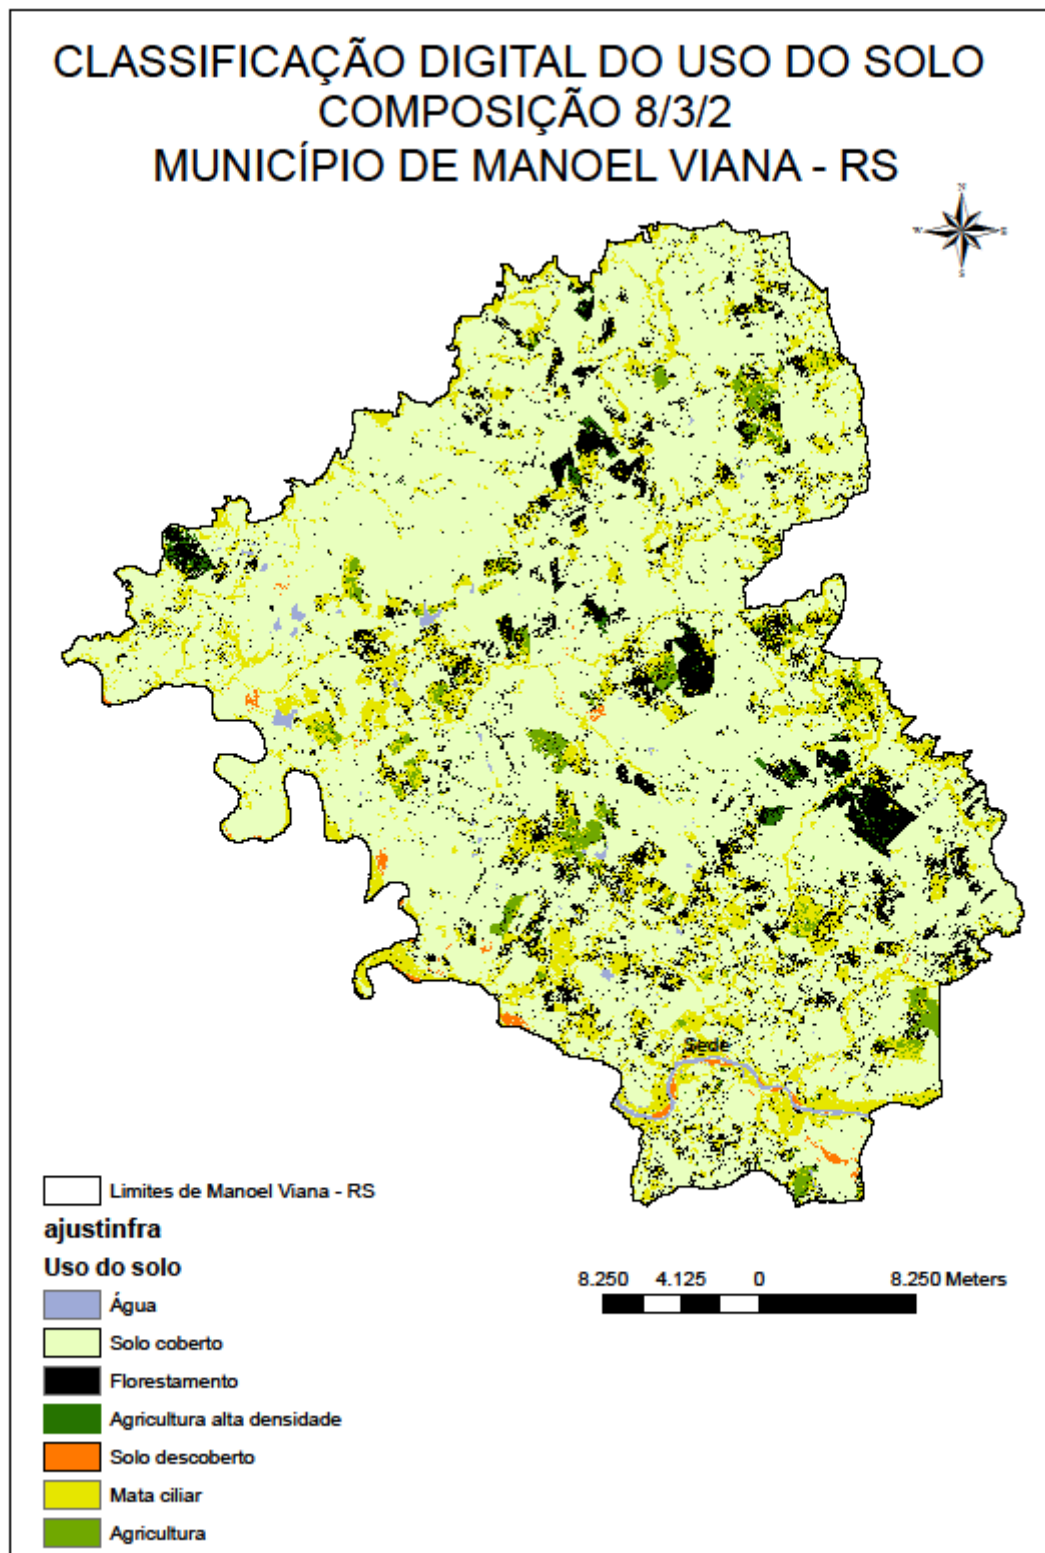 CLASSIFICAÇÃO DIGITAL DO USO DO SOLO
COMPOSIÇÃO 8/3/2
MUNICÍPIO DE MANOEL VIANA - RS
N
W
E
S
Sede
Limites de Manoel Viana - RS
ajustinfra
Uso do solo
Água
Solo coberto
Florestamento
Agricultura alta densidade
Solo descoberto
Mata ciliar
Agricultura
8.250 4.125 0 8.250 Meters